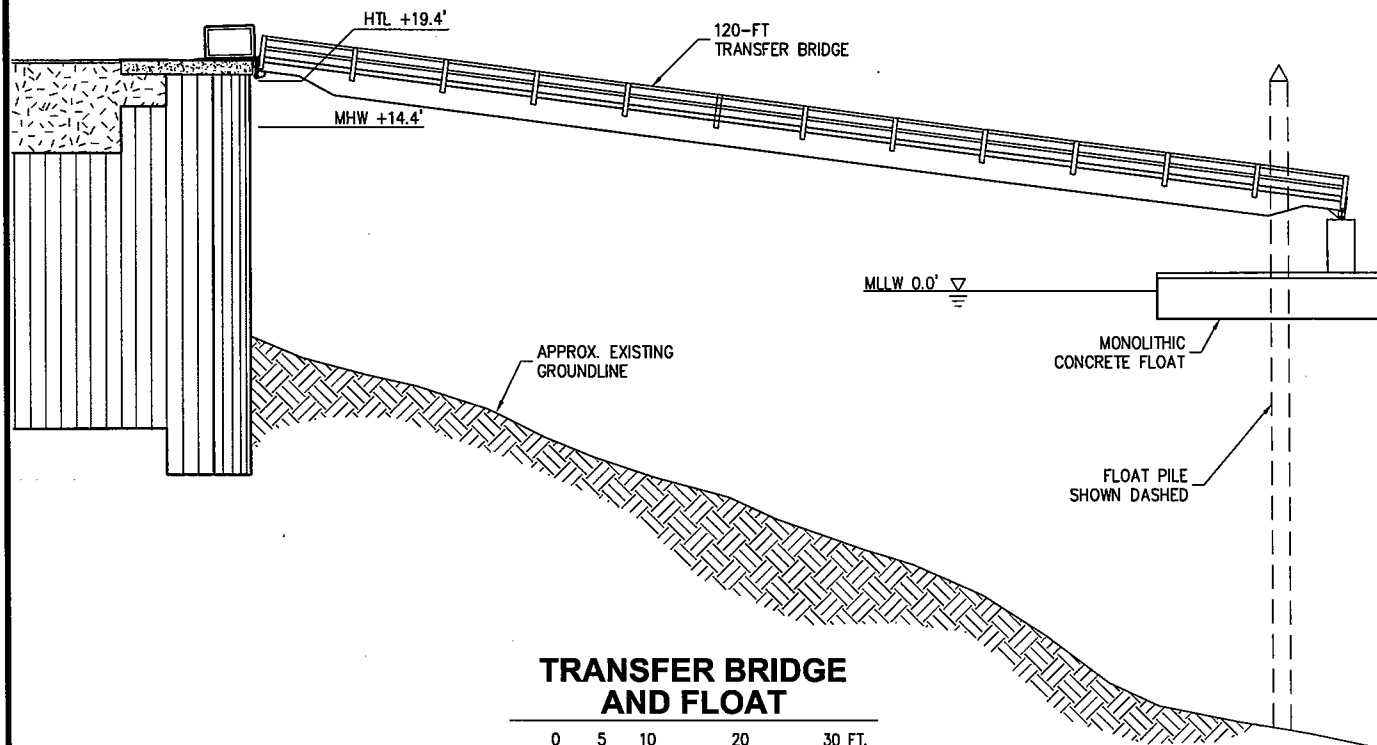 HTL +19.4'
120-FT
TRANSFER BRIDGE
MHW +14.4'
MLLW 0.0'
MONOLITHIC
CONCRETE FLOAT
APPROX. EXISTING
GROUNDLINE
FLOAT PILE
SHOWN DASHED
TRANSFER BRIDGE
AND FLOAT
0 5 10 20 30 FT.